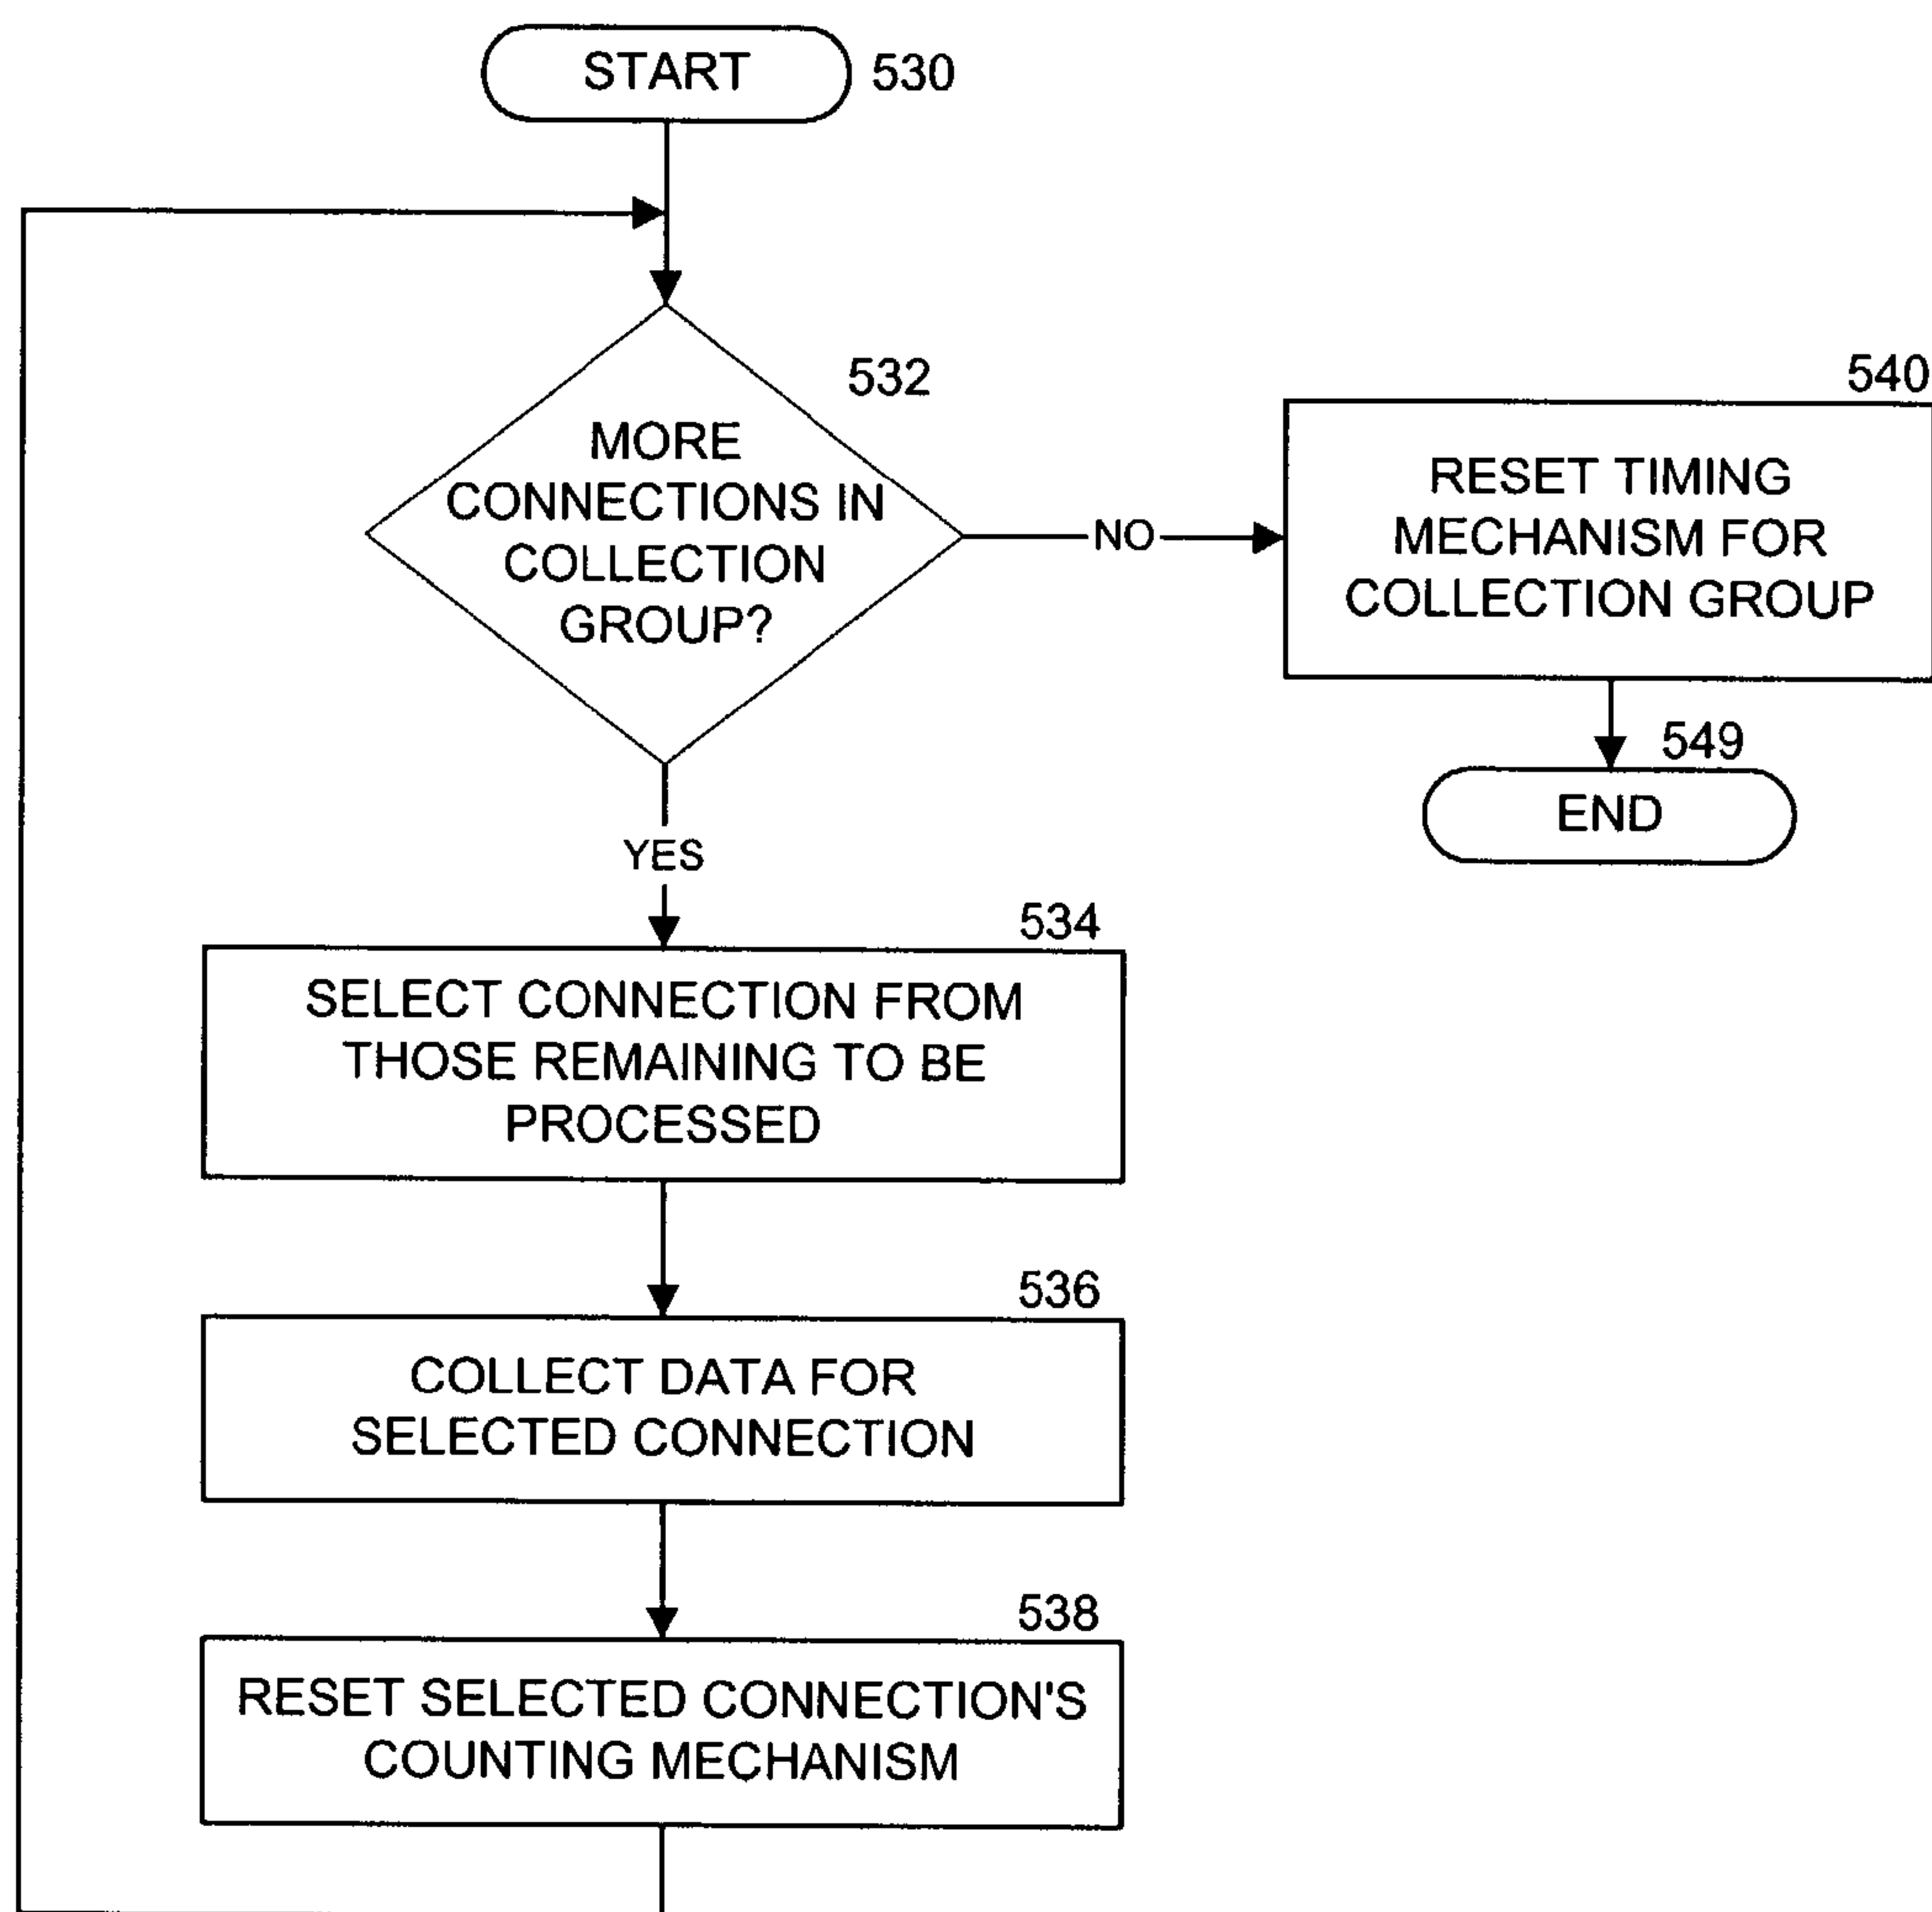 START 530
532
MORE
CONNECTIONS IN
COLLECTION
GROUP?
NO
540
RESET TIMING
MECHANISM FOR
COLLECTION GROUP
549
END
YES
534
SELECT CONNECTION FROM
THOSE REMAINING TO BE
PROCESSED
536
COLLECT DATA FOR
SELECTED CONNECTION
538
RESET SELECTED CONNECTION'S
COUNTING MECHANISM